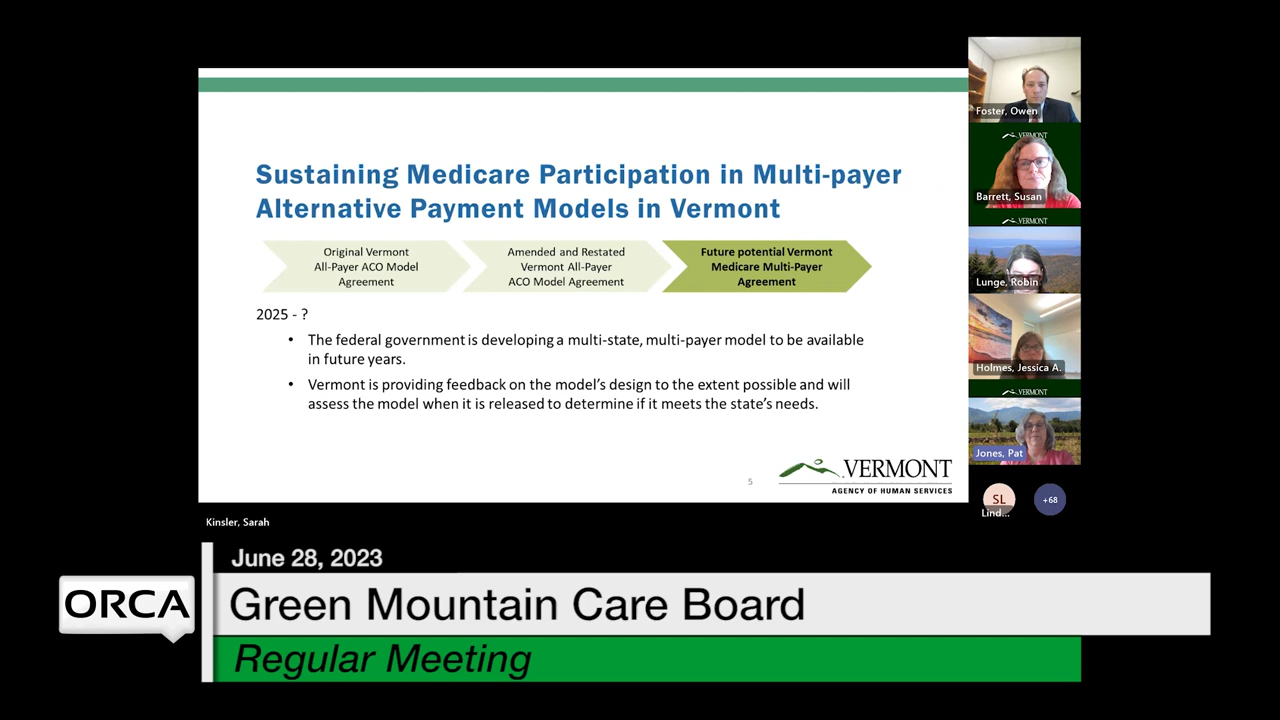 Sustaining Medicare Participation in Multi-payer
Alternative Payment Models in Vermont
Original Vermont
All-Payer ACO Model
Agreement
Amended and Restated
Vermont All-Payer
ACO Model Agreement
Future potential Vermont
Medicare Multi-Payer
Agreement
2025 - ?
• The federal government is developing a multi-state, multi-payer model to be available
in future years.
• Vermont is providing feedback on the model's design to the extent possible and will
assess the model when it is released to determine if it meets the state's needs.
5
VERMONT
AGENCY OF HUMAN SERVICES
Foster, Owen
VERMONT
Barrett, Susan
VERMONT
Lunge, Robin
Holmes, Jessica A.
VERMONT
Jones, Pat
SL
Lind...
+68
Kinsler, Sarah
June 28, 2023
ORCA
Green Mountain Care Board
Regular Meeting